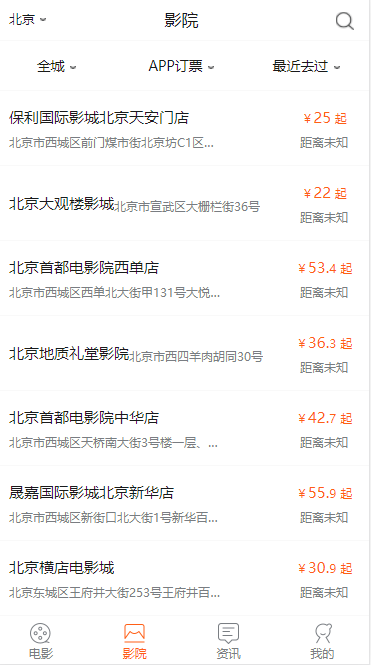 北京
影院
全城
APP订票
最近去过
保利国际影城北京天安门店
¥25 起
北京市西城区前门煤市街北京坊C1区...
距离未知
北京大观楼影城北京市宣武区大栅栏街36号
¥22 起
距离未知
北京首都电影院西单店
¥53.4 起
北京市西城区西单北大街甲131号大悦...
距离未知
北京地质礼堂影院北京市西四羊肉胡同30号
¥36.3 起
距离未知
北京首都电影院中华店
¥42.7 起
北京市西城区天桥南大街3号楼一层、...
距离未知
晟嘉国际影城北京新华店
¥55.9 起
北京市西城区新街口北大街1号新华百...
距离未知
北京横店电影城
¥30.9 起
北京东城区王府井大街253号王府井百...
距离未知
电影
影院
资讯
我的